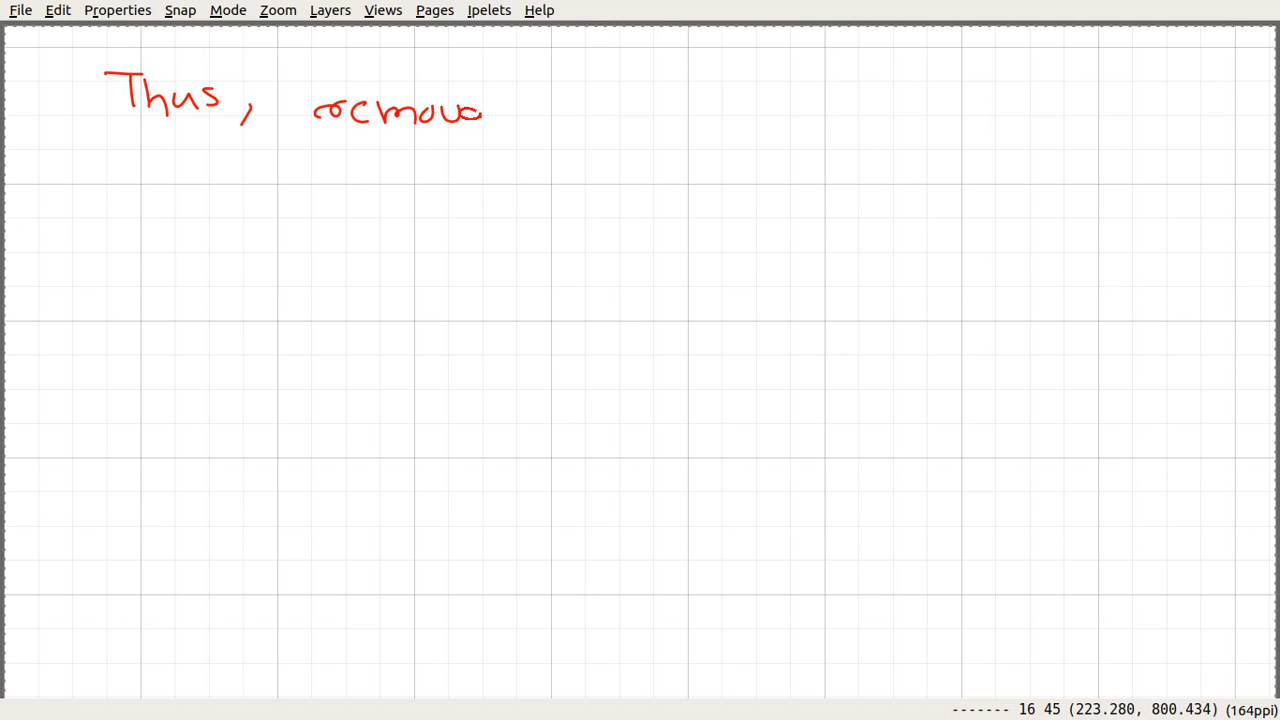 File Edit Properties Snap Mode Zoom Layers Views Pages Ipelets Help
Thus,
------- 16 45 (223.280, 800.434) (164ppi)